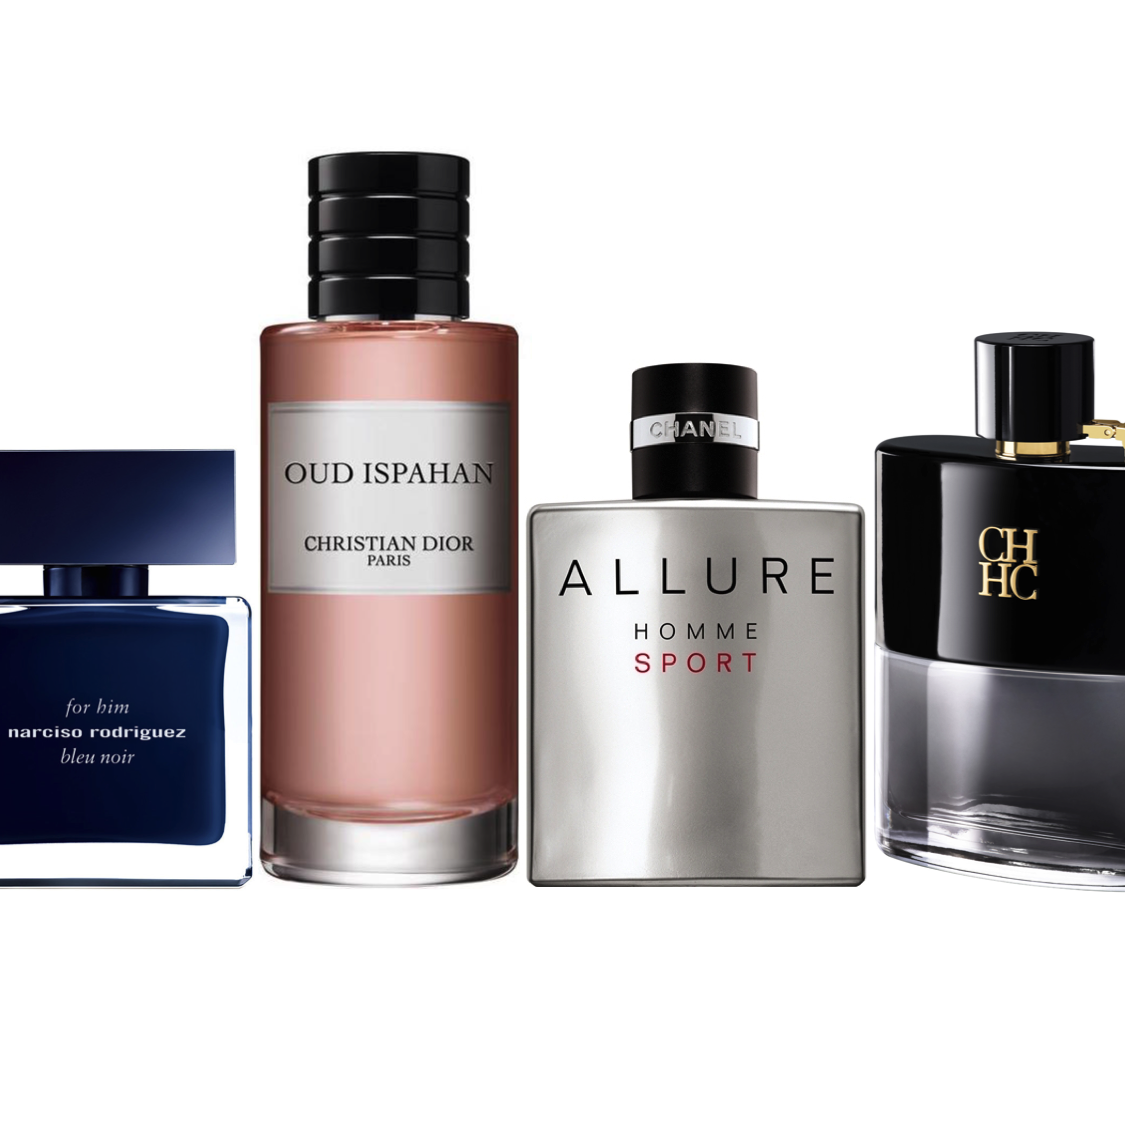 for him
narciso rodriguez
bleu noir
OUD ISPAHAN
CHRISTIAN DIOR
PARIS
CHANEL
ALLURE
HOMME
SPORT
CH
HC